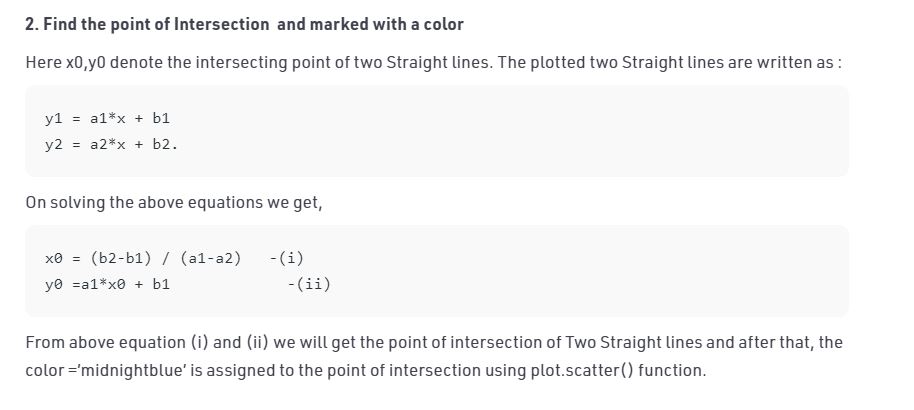 2. Find the point of Intersection  and marked with a color
Here x0,y0 denote the intersecting point of two Straight lines. The plotted two Straight lines are written as :
y1 = a1*x + b1
y2 = a2*x + b2.
On solving the above equations we get,
x0 = (b2-b1) / (a1-a2)   -(i)
y0 =a1*x0 + b1             -(ii)
From above equation (i) and (ii) we will get the point of intersection of Two Straight lines and after that, the
color =’midnightblue’ is assigned to the point of intersection using plot.scatter() function.